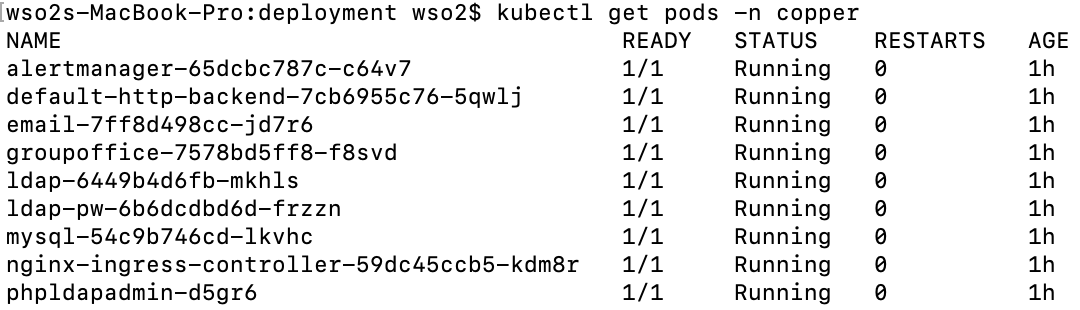 [wso2s-MacBook-Pro:deployment wso2$ kubectl get pods -n copper
NAME READY STATUS RESTARTS AGE
alertmanager-65dcbc787c-c64v7 1/1 Running 0 1h
default-http-backend-7cb6955c76-5qwlj 1/1 Running 0 1h
email-7ff8d498cc-jd7r6 1/1 Running 0 1h
groupoffice-7578bd5ff8-f8svd 1/1 Running 0 1h
ldap-6449b4d6fb-mkhls 1/1 Running 0 1h
ldap-pw-6b6dcdbd6d-frzzn 1/1 Running 0 1h
mysql-54c9b746cd-lkvhc 1/1 Running 0 1h
nginx-ingress-controller-59dc45ccb5-kdm8r 1/1 Running 0 1h
phpldapadmin-d5gr6 1/1 Running 0 1h